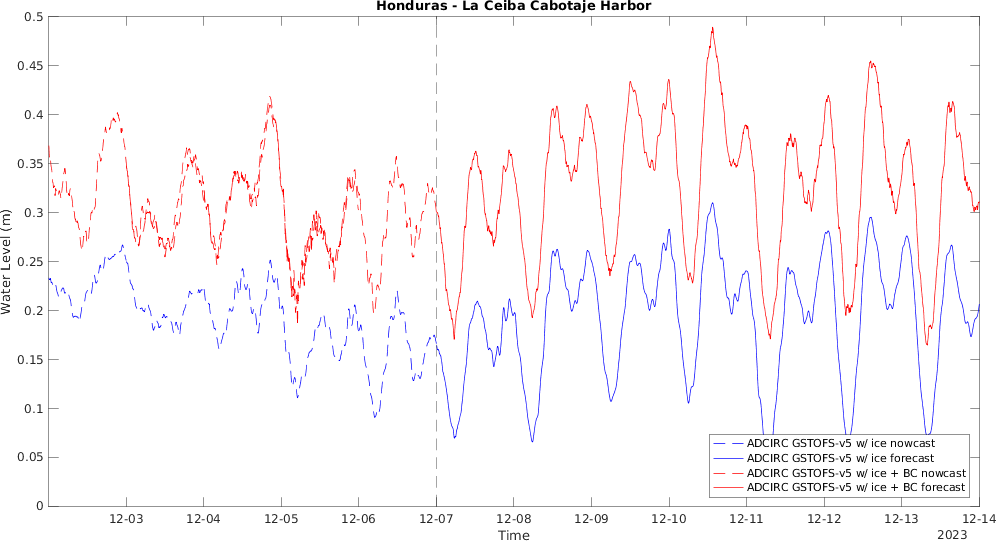 Honduras - La Ceiba Cabotaje Harbor
0.5
0.45
0.4
0.35
0.3
0.25
0.2
0.15
0.1
0.05
0
Water Level (m)
ADCIRC GSTOFS-v5 w/ ice nowcast
ADCIRC GSTOFS-v5 w/ ice forecast
ADCIRC GSTOFS-v5 w/ ice + BC nowcast
ADCIRC GSTOFS-v5 w/ ice + BC forecast
12-03 12-04 12-05 12-06 12-07 12-08 12-09 12-10 12-11 12-12 12-13 12-14
Time
2023